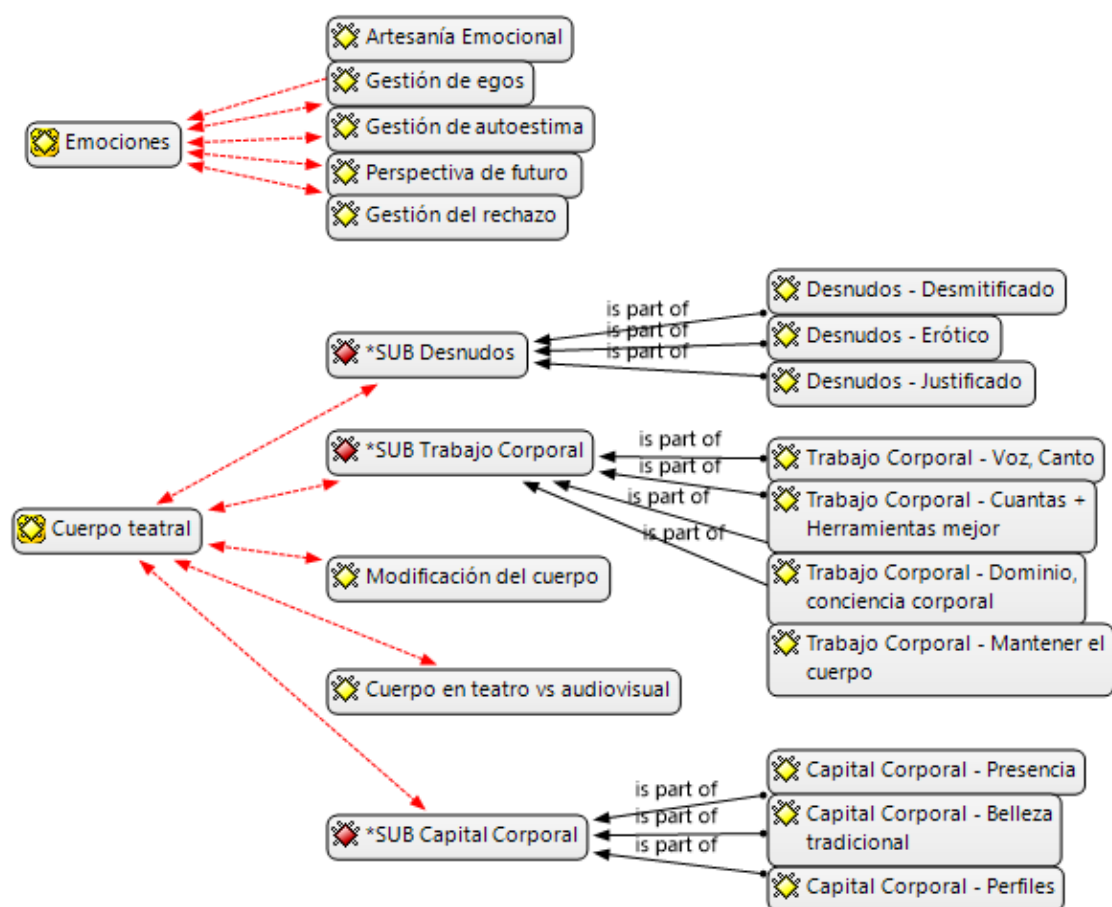 Artesanía Emocional
Gestión de egos
Emociones
Gestión de autoestima
Perspectiva de futuro
Gestión del rechazo
*SUB Desnudos
is part of
is part of
is part of
Desnudos - Desmitificado
Desnudos - Erótico
Desnudos - Justificado
*SUB Trabajo Corporal
is part of
is part of
is part of
is part of
Trabajo Corporal - Voz, Canto
Trabajo Corporal - Cuantas +
Herramientas mejor
Trabajo Corporal - Dominio,
conciencia corporal
Trabajo Corporal - Mantener el
cuerpo
Cuerpo teatral
Modificación del cuerpo
Cuerpo en teatro vs audiovisual
*SUB Capital Corporal
is part of
is part of
is part of
Capital Corporal - Presencia
Capital Corporal - Belleza
tradicional
Capital Corporal - Perfiles